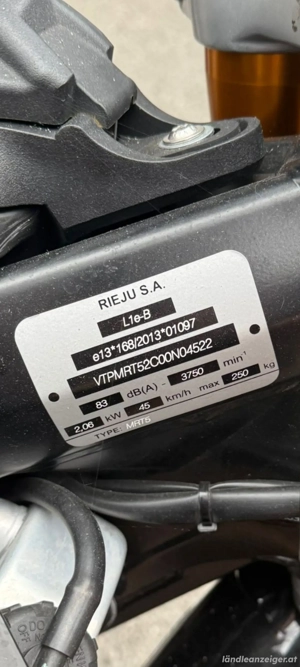 RIEJU S.A.
L1e-B
e13*168/2013*01097
VTPMRT52C00N04522
83 dB(A) - 3750 min-1
2,06 kW 45 km/h max 250 kg
TYPE: MRT5
ländleanzeiger.at